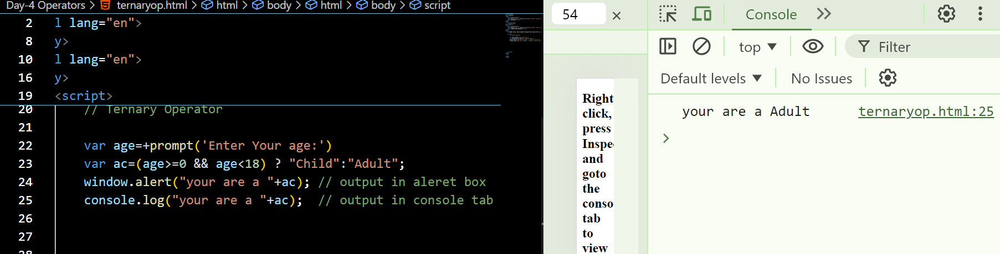 Day-4 Operators > ternaryop.html > html > body > html > body > script
2 l lang="en">
8 y>
10 l lang="en">
16 y>
19 <script>
20 // Ternary Operator
21
22 var age=+prompt('Enter Your age:')
23 var ac=(age>=0 && age<18) ? "Child":"Adult";
24 window.alert("your are a "+ac); // output in aleret box
25 console.log("your are a "+ac);  // output in console tab
26
27
28
54 ×
Right
click,
press
Inspe
and
goto
the
conso
tab
to
view
Console
top
Filter
Default levels
No Issues
your are a Adult ternaryop.html:25
>